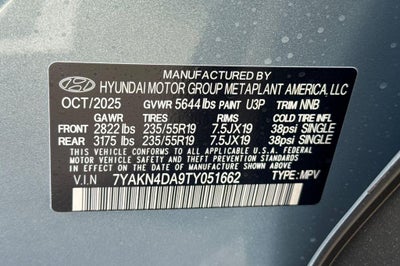 MANUFACTURED BY
HYUNDAI MOTOR GROUP METAPLANT AMERICA, LLC
OCT/2025 GVWR 5644 lbs PAINT U3P TRIM NNB
GAWR TIRES RIMS COLD TIRE INFL
FRONT 2822 lbs 235/55R19 7.5JX19 38psi SINGLE
REAR 3175 lbs 235/55R19 7.5JX19 38psi SINGLE
THIS VEHICLE CONFORMS TO ALL APPLICABLE U.S. FEDERAL
MOTOR VEHICLE SAFETY AND THEFT PREVENTION STANDARDS
IN EFFECT ON THE DATE OF MANUFACTURE SHOWN ABOVE.
V.I.N 7YAKN4DA9TY051662 TYPE: MPV